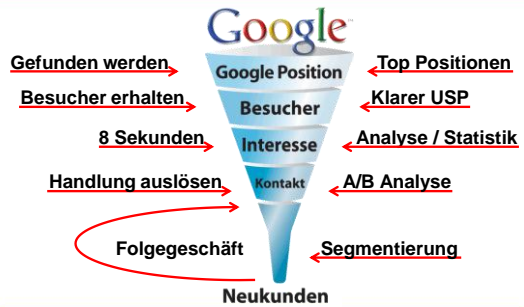 Google
Gefunden werden Google Position Top Positionen
Besucher erhalten Besucher Klarer USP
8 Sekunden Interesse Analyse / Statistik
Handlung auslösen Kontakt A/B Analyse
Folgegeschäft Segmentierung
Neukunden